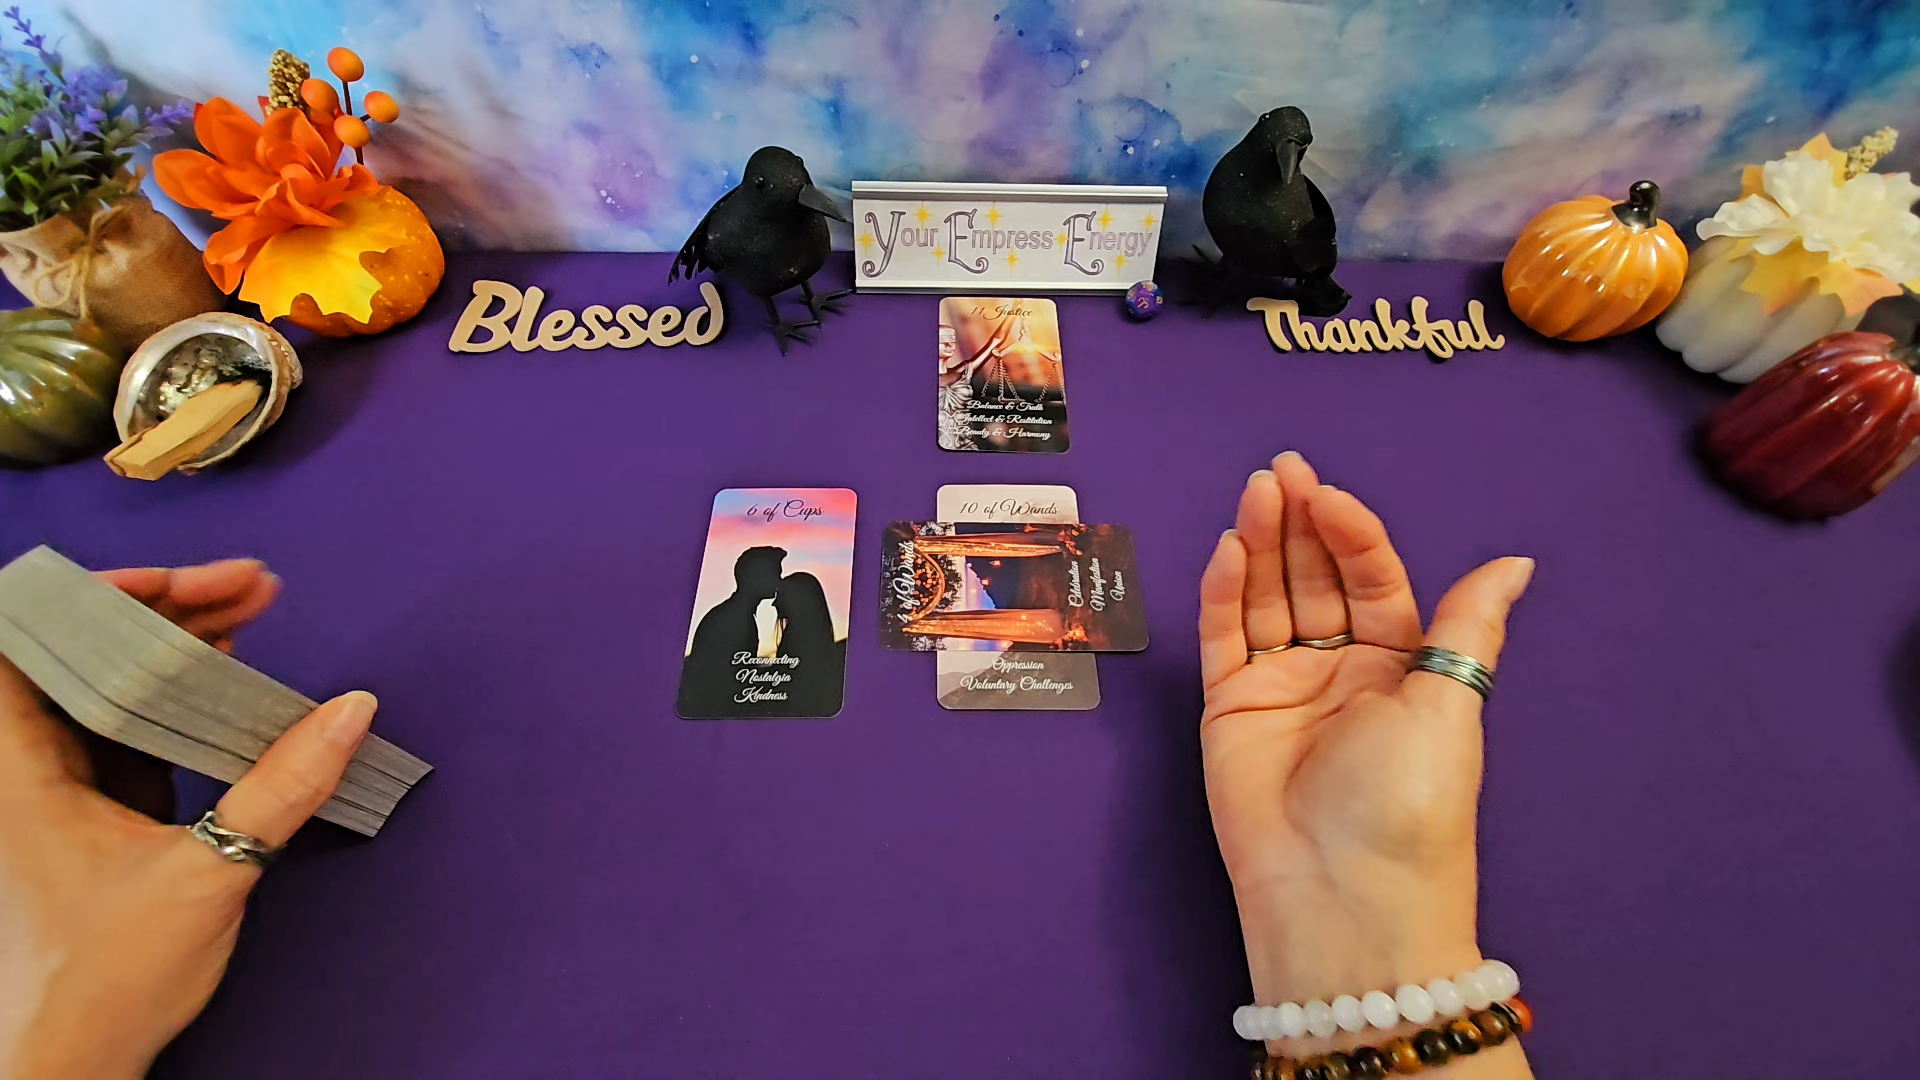 Your Empress Energy
Blessed
Thankful
11 Justice
Balance & Truth
Intellect & Restitution
Beauty & Harmony
6 of Cups
Reconnecting
Nostalgia
Kindness
10 of Wands
4 of Wands
Celebration
Manifestation
Union
Oppression
Voluntary Challenges